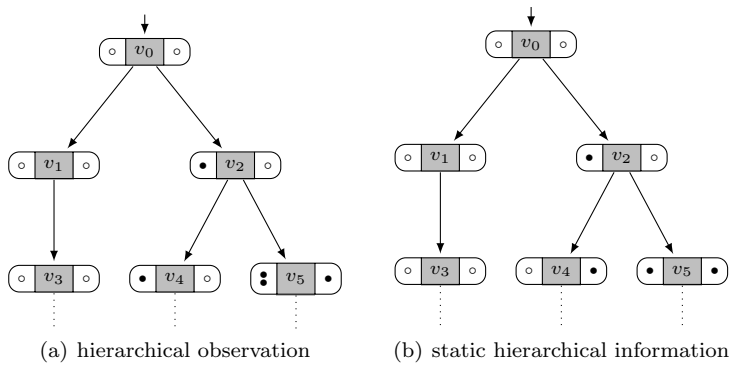 v0 v0
v1 v2 v1 v2
v3 v4 v5 v3 v4 v5
(a) hierarchical observation (b) static hierarchical information